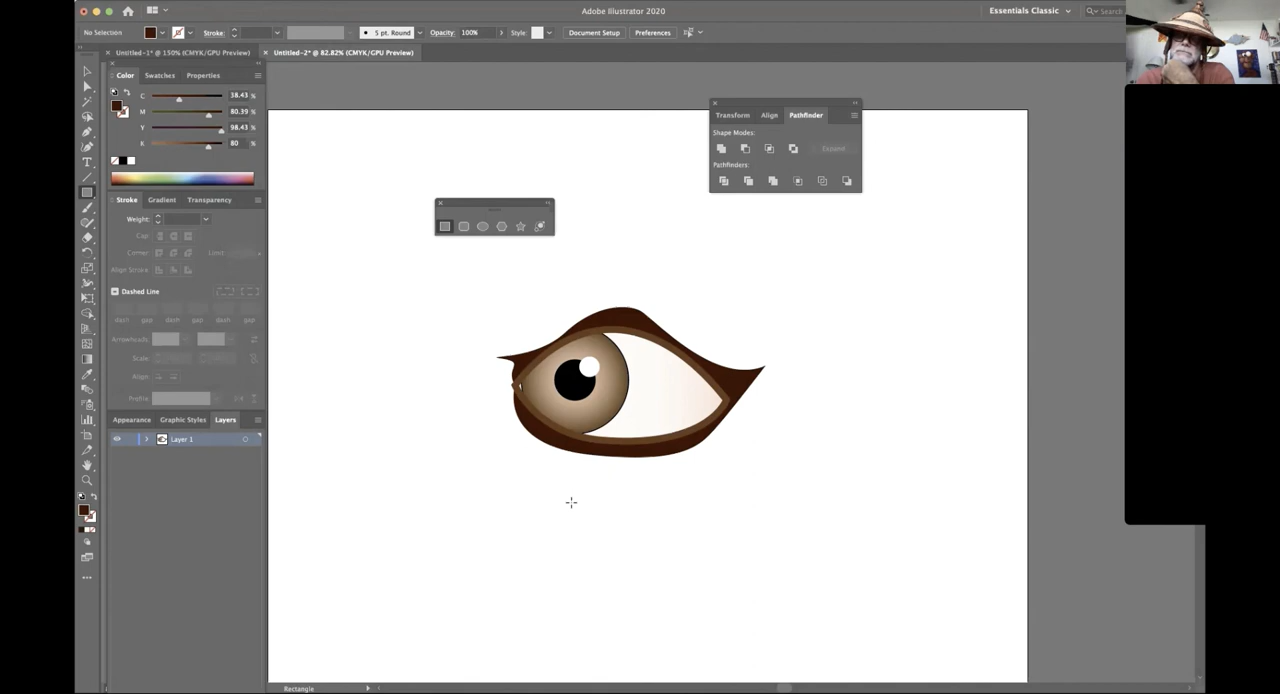 Adobe Illustrator 2020
Essentials Classic
Search
No Selection
Stroke:
5 pt. Round
Opacity: 100%
Style:
Document Setup
Preferences
Untitled-1* @ 150% (CMYK/GPU Preview)
Untitled-2* @ 82.82% (CMYK/GPU Preview)
Color Swatches Properties
C 38.43 %
M 80.39 %
Y 98.43 %
K 80 %
Transform Align Pathfinder
Shape Modes:
Expand
Pathfinders:
Stroke Gradient Transparency
Weight:
Cap:
Corner: Limit:
Align Stroke:
Dashed Line
dash gap dash gap dash gap
Arrowheads:
Scale:
Align:
Profile:
Appearance Graphic Styles Layers
Layer 1
Rectangle